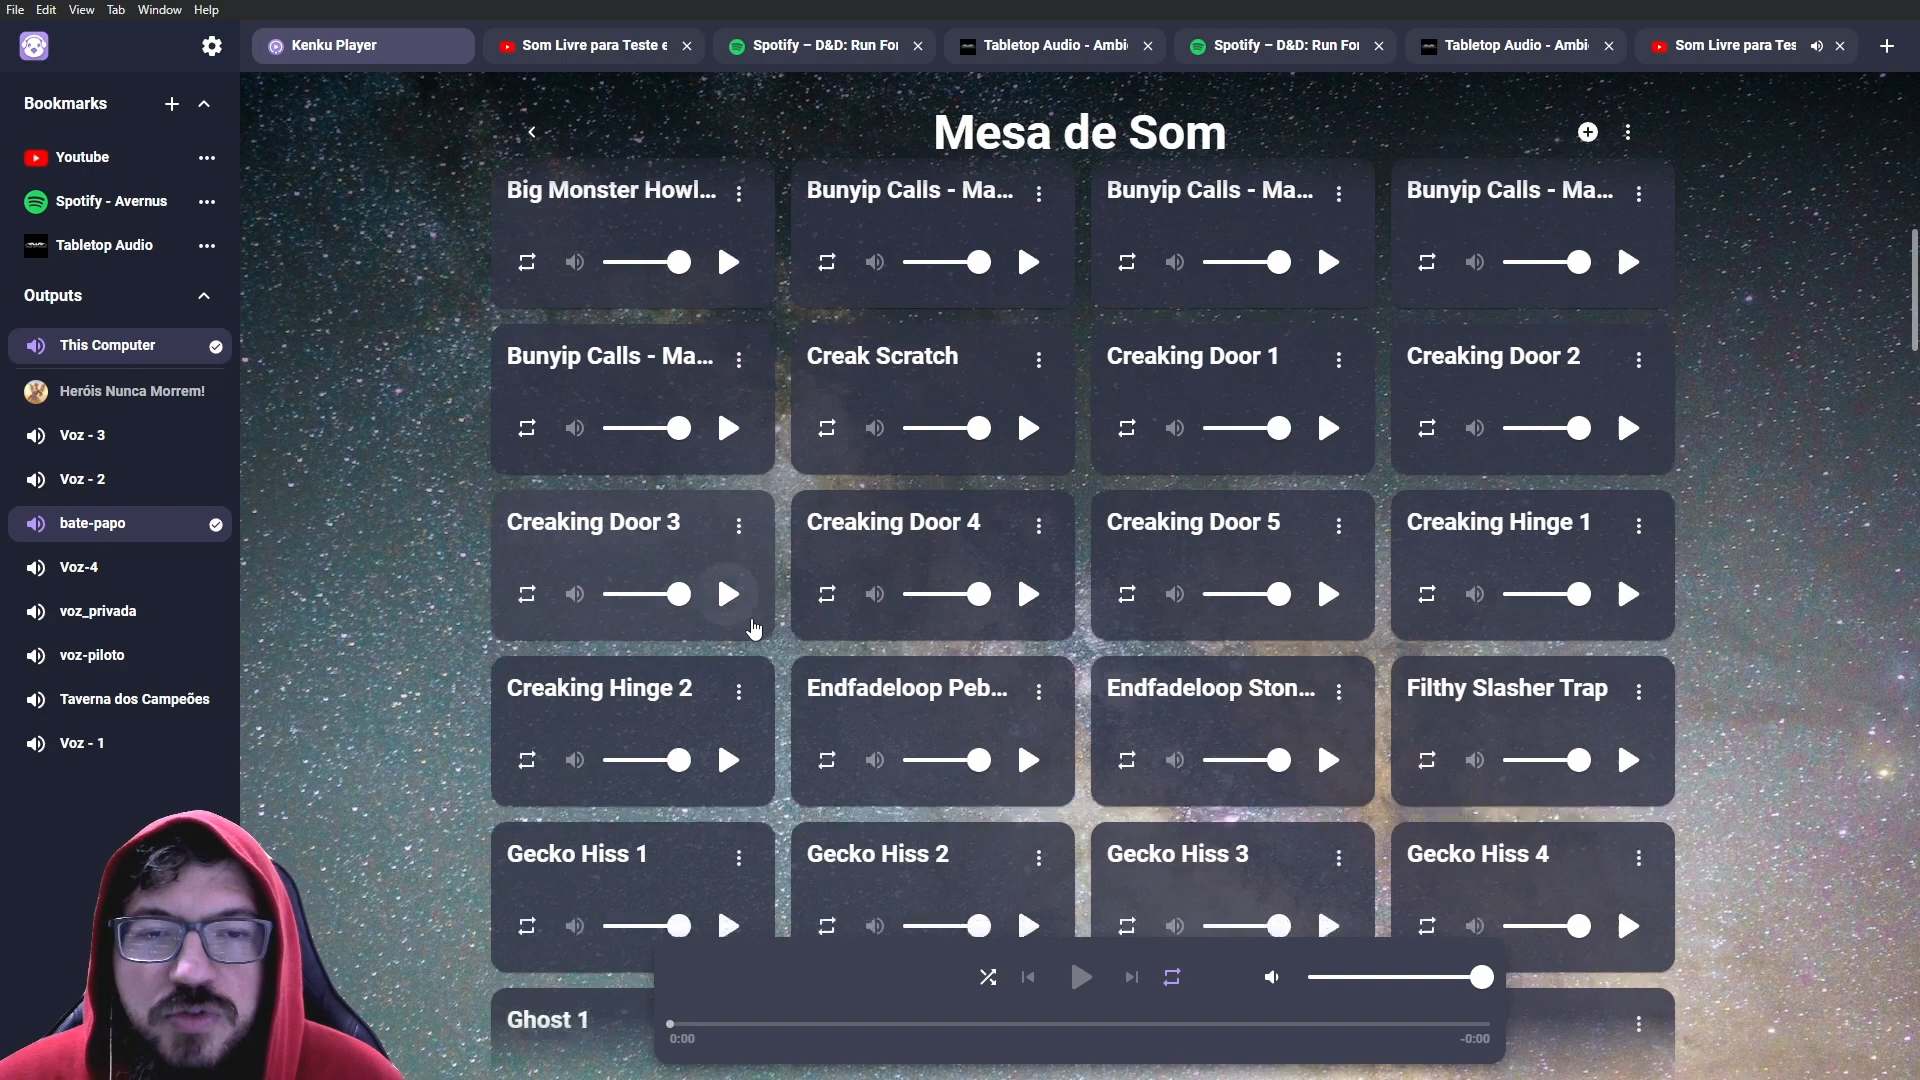 File Edit View Tab Window Help
Kenku Player
Som Livre para Teste e
Spotify – D&D: Run For
Tabletop Audio - Ambi
Spotify – D&D: Run For
Tabletop Audio - Ambi
Som Livre para Tes
Bookmarks
Youtube
Spotify - Avernus
Tabletop Audio
Outputs
This Computer
Heróis Nunca Morrem!
Voz - 3
Voz - 2
bate-papo
Voz-4
voz_privada
voz-piloto
Taverna dos Campeões
Voz - 1
Mesa de Som
Big Monster Howl...
Bunyip Calls - Ma...
Bunyip Calls - Ma...
Bunyip Calls - Ma...
Bunyip Calls - Ma...
Creak Scratch
Creaking Door 1
Creaking Door 2
Creaking Door 3
Creaking Door 4
Creaking Door 5
Creaking Hinge 1
Creaking Hinge 2
Endfadeloop Peb...
Endfadeloop Ston...
Filthy Slasher Trap
Gecko Hiss 1
Gecko Hiss 2
Gecko Hiss 3
Gecko Hiss 4
Ghost 1
0:00
-0:00